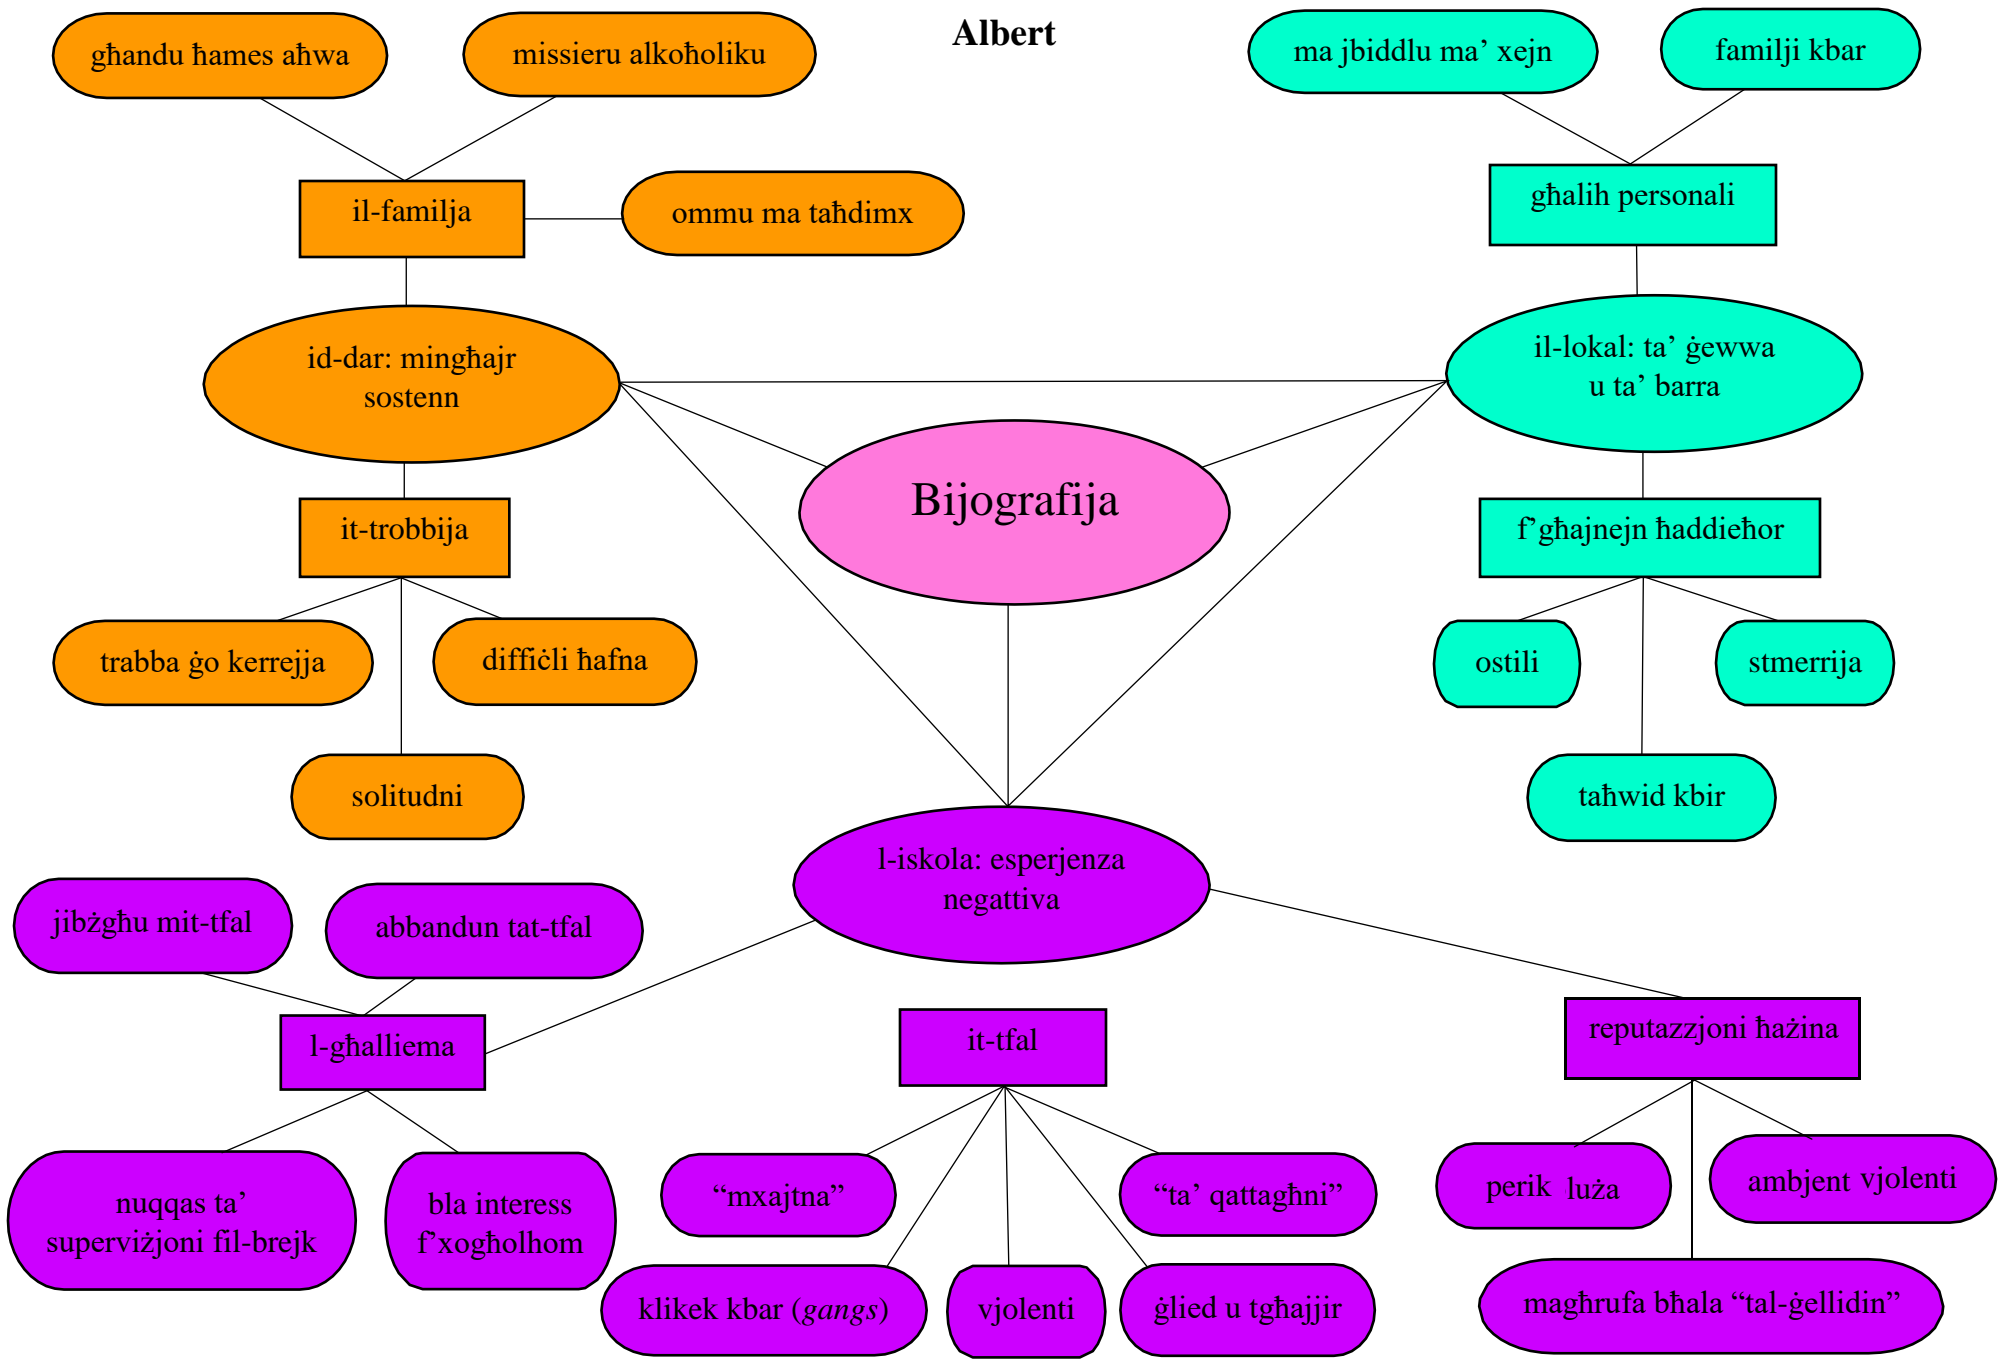 Albert
għandu ħames aħwa
missieru alkoħoliku
il-familja
ommu ma taħdimx
id-dar: mingħajr
sostenn
it-trobbija
trabba ġo kerrejja
diffiċli ħafna
solitudni
ma jbiddlu ma’ xejn
familji kbar
għalih personali
il-lokal: ta’ ġewwa
u ta’ barra
f’għajnejn ħaddieħor
ostili
stmerrija
taħwid kbir
Bijografija
l-iskola: esperjenza
negattiva
jibżgħu mit-tfal
abbandun tat-tfal
l-għalliema
nuqqas ta’
superviżjoni fil-brejk
bla interess
f’xogħolhom
it-tfal
“mxajtna”
“ta’ qattagħni”
klikek kbar (gangs)
vjolenti
ġlied u tgħajjir
reputazzjoni ħażina
perik luża
ambjent vjolenti
magħrufa bħala “tal-ġellidin”